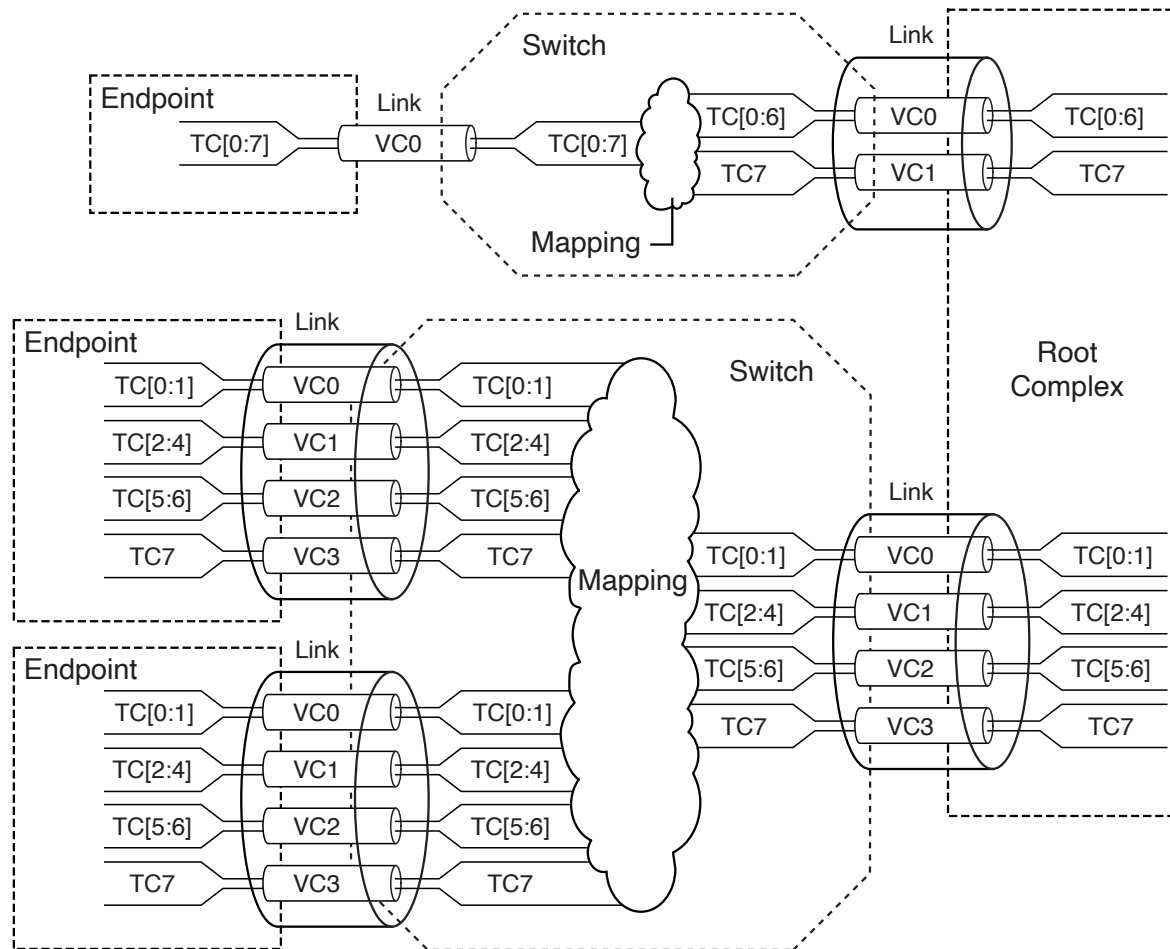 Switch
Link
Endpoint
Link
TC[0:7]
VC0
TC[0:7]
TC[0:6]
VC0
TC[0:6]
TC7
VC1
TC7
Mapping
Endpoint
Link
TC[0:1]
VC0
TC[0:1]
TC[2:4]
VC1
TC[2:4]
TC[5:6]
VC2
TC[5:6]
TC7
VC3
TC7
Switch
Root
Complex
Mapping
Link
TC[0:1]
VC0
TC[0:1]
TC[2:4]
VC1
TC[2:4]
TC[5:6]
VC2
TC[5:6]
TC7
VC3
TC7
Endpoint
Link
TC[0:1]
VC0
TC[0:1]
TC[2:4]
VC1
TC[2:4]
TC[5:6]
VC2
TC[5:6]
TC7
VC3
TC7